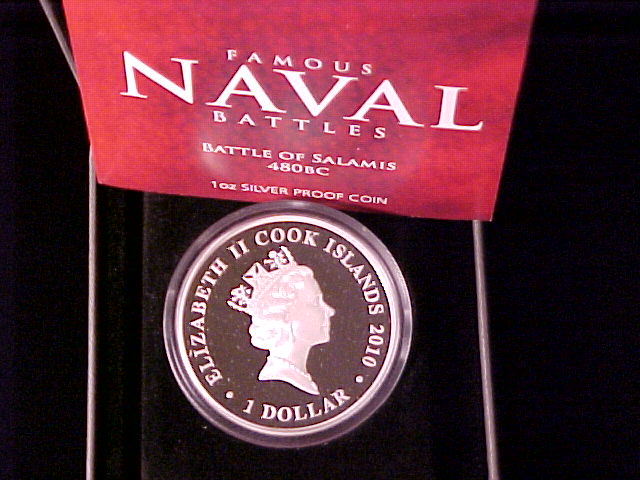 FAMOUS
NAVAL
BATTLES
BATTLE OF SALAMIS
480BC
1OZ SILVER PROOF COIN
ELIZABETH II COOK ISLANDS 2010
• 1 DOLLAR •